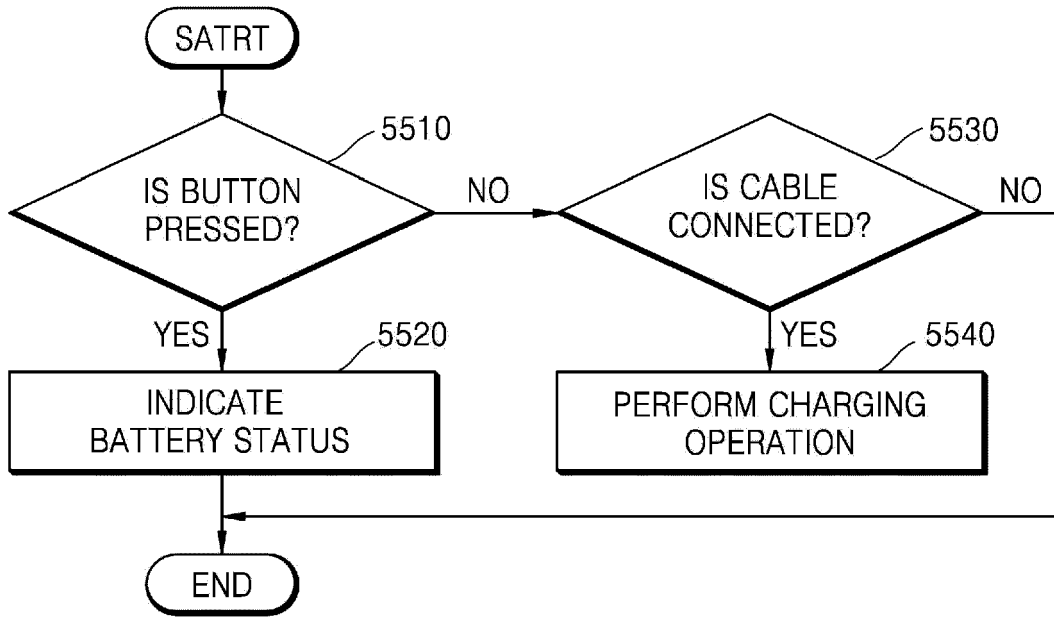 SATRT
5510
IS BUTTON
PRESSED?
NO
5530
IS CABLE
CONNECTED?
NO
YES
5520
INDICATE
BATTERY STATUS
YES
5540
PERFORM CHARGING
OPERATION
END